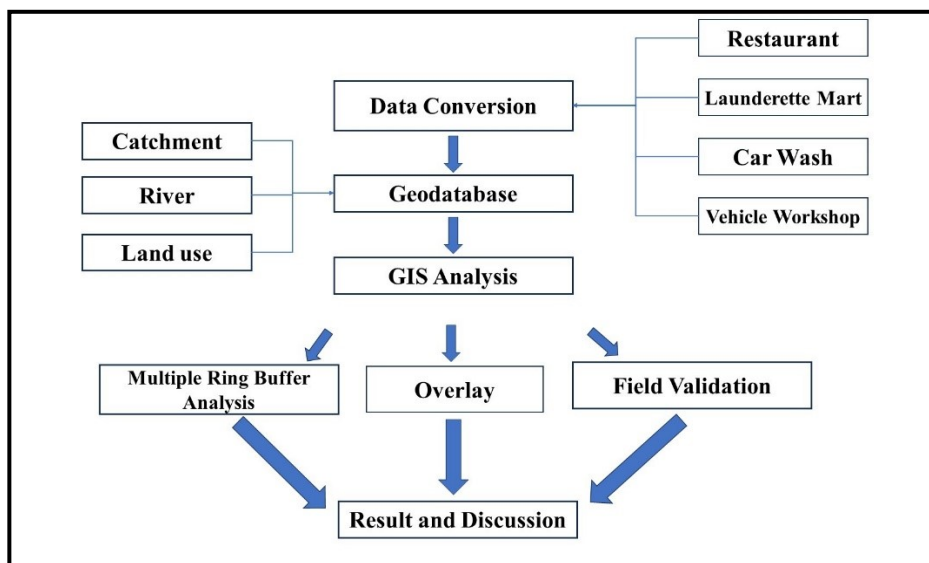 Restaurant
Data Conversion
Launderette Mart
Catchment
Car Wash
River
Geodatabase
Vehicle Workshop
Land use
GIS Analysis
Multiple Ring Buffer
Analysis
Overlay
Field Validation
Result and Discussion